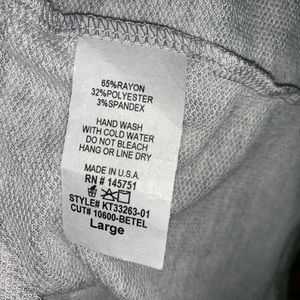 65%RAYON
32%POLYESTER
3%SPANDEX
HAND WASH
WITH COLD WATER
DO NOT BLEACH
HANG OR LINE DRY
MADE IN U.S.A.
RN # 145751
STYLE# KT33263-01
CUT# 10600-BETEL
Large